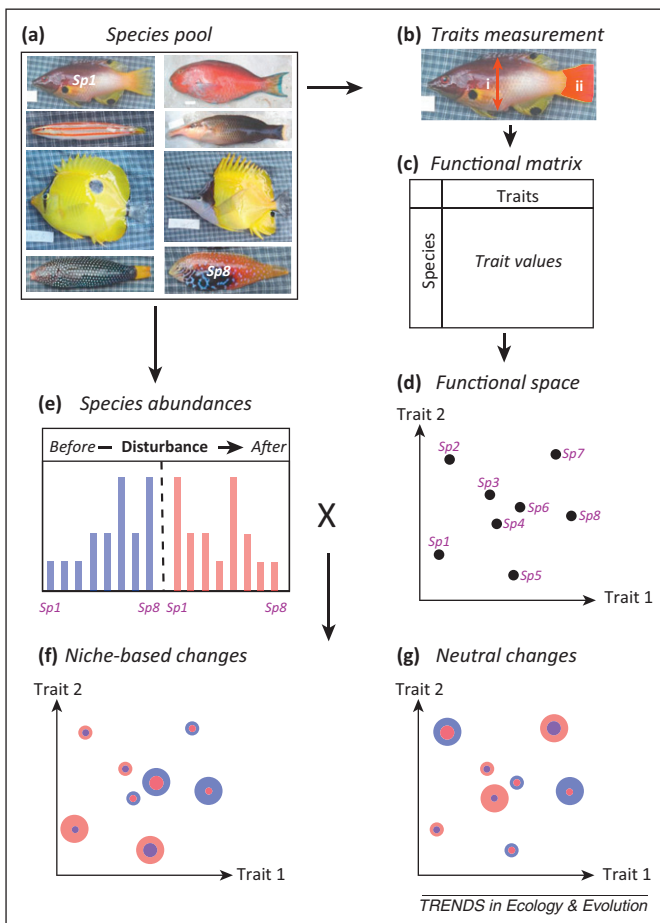 (a) Species pool
Sp1
Sp8
(b) Traits measurement
i
ii
(c) Functional matrix
Traits
Species
Trait values
(d) Functional space
Trait 2
Sp2
Sp7
Sp3
Sp6
Sp8
Sp4
Sp1
Sp5
Trait 1
(e) Species abundances
Before Disturbance After
Sp1 Sp8 Sp1 Sp8
X
(f) Niche-based changes
Trait 2
Trait 1
(g) Neutral changes
Trait 2
Trait 1
TRENDS in Ecology & Evolution